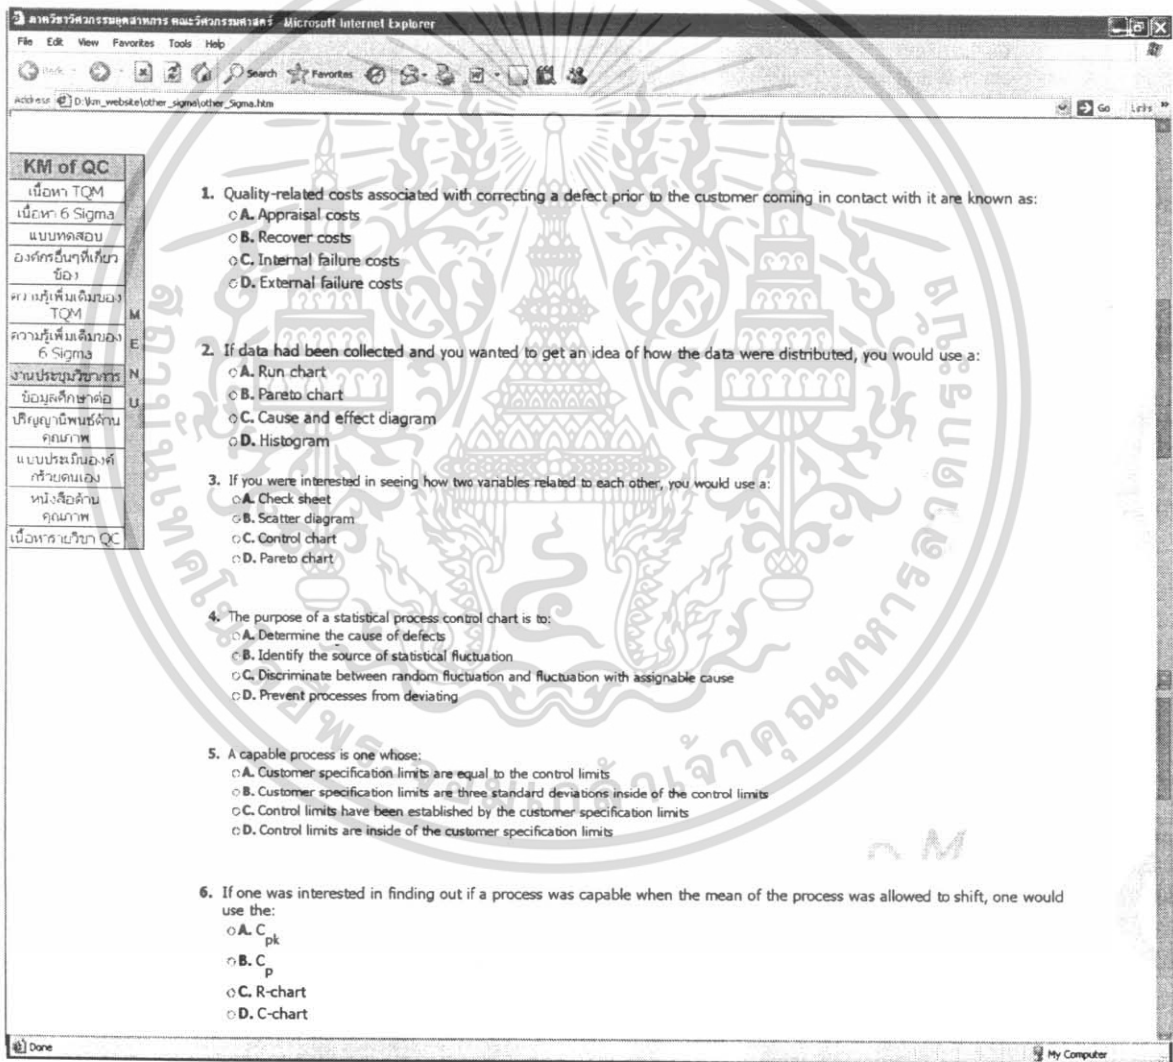 ภาควิชาวิศวกรรมอุตสาหการ คณะวิศวกรรมศาสตร์ - Microsoft Internet Explorer
File Edit View Favorites Tools Help
Back Search Favorites
Address D:\km_website\other_sigma\other_Sigma.htm Go Links »
KM of QC
เนื้อหา TQM
เนื้อหา 6 Sigma
แบบทดสอบ
องค์กรอื่นๆที่เกี่ยว
ข้อง
ความรู้เพิ่มเติมของ
TQM
ความรู้เพิ่มเติมของ
6 Sigma
งานประชุมวิชาการ
ข้อมูลศึกษาต่อ
ปริญญานิพนธ์ด้าน
คุณภาพ
แบบประเมินองค์
กรด้วยตนเอง
หนังสือด้าน
คุณภาพ
เนื้อหารายวิชา QC
M
E
N
U
1. Quality-related costs associated with correcting a defect prior to the customer coming in contact with it are known as:
A. Appraisal costs
B. Recover costs
C. Internal failure costs
D. External failure costs
2. If data had been collected and you wanted to get an idea of how the data were distributed, you would use a:
A. Run chart
B. Pareto chart
C. Cause and effect diagram
D. Histogram
3. If you were interested in seeing how two variables related to each other, you would use a:
A. Check sheet
B. Scatter diagram
C. Control chart
D. Pareto chart
4. The purpose of a statistical process control chart is to:
A. Determine the cause of defects
B. Identify the source of statistical fluctuation
C. Discriminate between random fluctuation and fluctuation with assignable cause
D. Prevent processes from deviating
5. A capable process is one whose:
A. Customer specification limits are equal to the control limits
B. Customer specification limits are three standard deviations inside of the control limits
C. Control limits have been established by the customer specification limits
D. Control limits are inside of the customer specification limits
6. If one was interested in finding out if a process was capable when the mean of the process was allowed to shift, one would
use the:
A. C pk
B. C p
C. R-chart
D. C-chart
Done My Computer